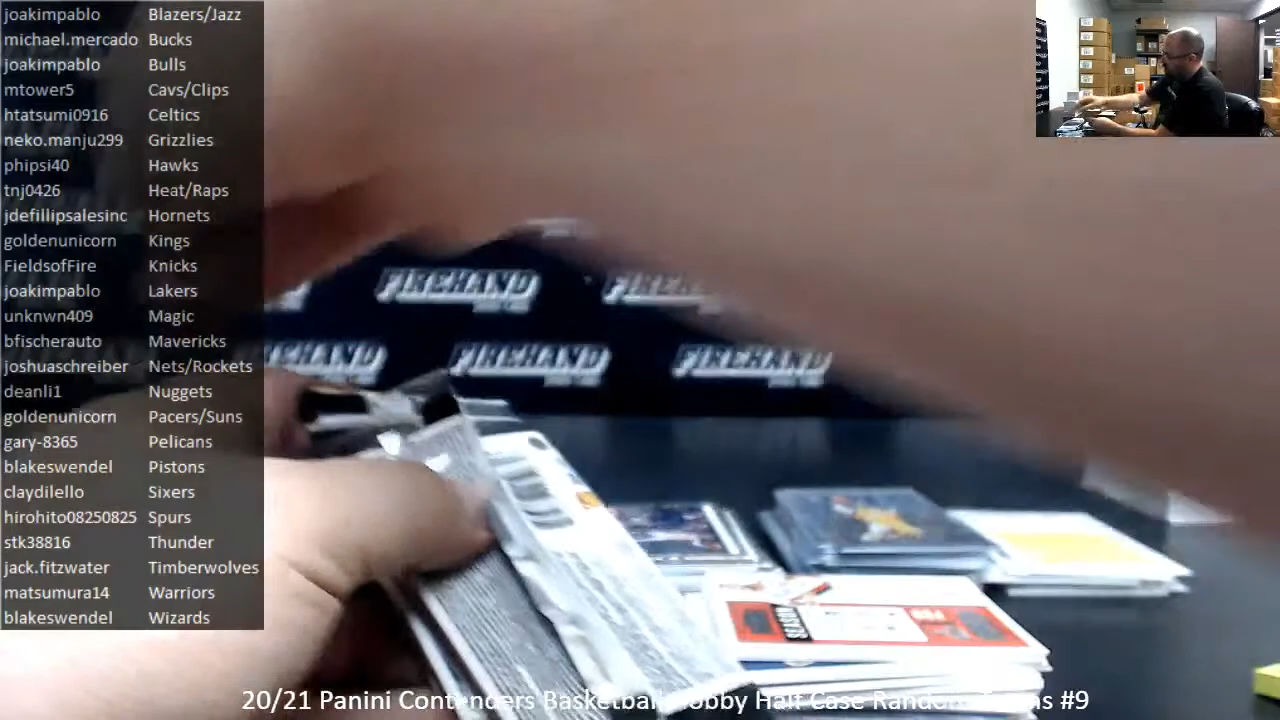 joakimpablo Blazers/Jazz
michael.mercado Bucks
joakimpablo Bulls
mtower5 Cavs/Clips
htatsumi0916 Celtics
neko.manju299 Grizzlies
phipsi40 Hawks
tnj0426 Heat/Raps
jdefillipsalesinc Hornets
goldenunicorn Kings
FieldsofFire Knicks
joakimpablo Lakers
unknwn409 Magic
bfischerauto Mavericks
joshuaschreiber Nets/Rockets
deanli1 Nuggets
goldenunicorn Pacers/Suns
gary-8365 Pelicans
blakeswendel Pistons
claydilello Sixers
hirohito08250825 Spurs
stk38816 Thunder
jack.fitzwater Timberwolves
matsumura14 Warriors
blakeswendel Wizards
FIREHAND FIREHAND
FIREHAND FIREHAND FIREHAND
SEASON
20/21 Panini Contenders Basketball Hobby Half Case Random Teams #9